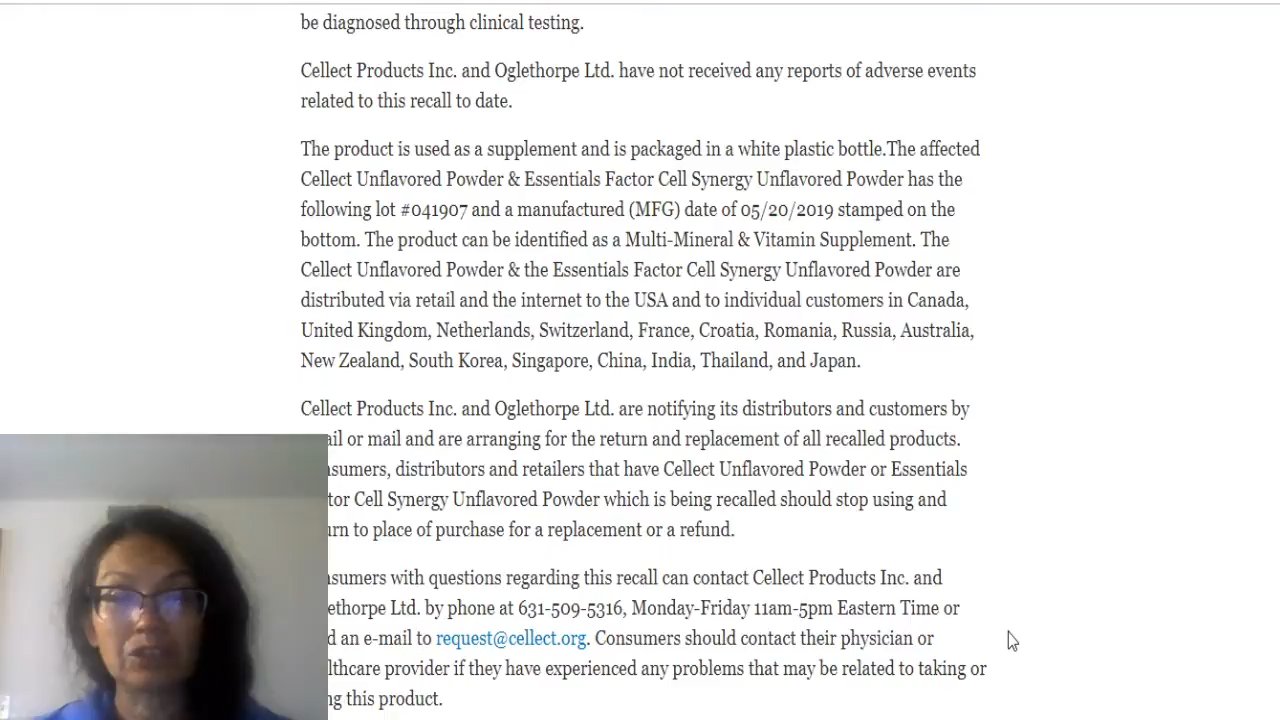 be diagnosed through clinical testing.
Cellect Products Inc. and Oglethorpe Ltd. have not received any reports of adverse events
related to this recall to date.
The product is used as a supplement and is packaged in a white plastic bottle.The affected
Cellect Unflavored Powder & Essentials Factor Cell Synergy Unflavored Powder has the
following lot #041907 and a manufactured (MFG) date of 05/20/2019 stamped on the
bottom. The product can be identified as a Multi-Mineral & Vitamin Supplement. The
Cellect Unflavored Powder & the Essentials Factor Cell Synergy Unflavored Powder are
distributed via retail and the internet to the USA and to individual customers in Canada,
United Kingdom, Netherlands, Switzerland, France, Croatia, Romania, Russia, Australia,
New Zealand, South Korea, Singapore, China, India, Thailand, and Japan.
Cellect Products Inc. and Oglethorpe Ltd. are notifying its distributors and customers by
or mail and are arranging for the return and replacement of all recalled products.
distributors and retailers that have Cellect Unflavored Powder or Essentials
Cell Synergy Unflavored Powder which is being recalled should stop using and
to place of purchase for a replacement or a refund.
with questions regarding this recall can contact Cellect Products Inc. and
Ltd. by phone at 631-509-5316, Monday-Friday 11am-5pm Eastern Time or
an e-mail to request@cellect.org. Consumers should contact their physician or
provider if they have experienced any problems that may be related to taking or
this product.